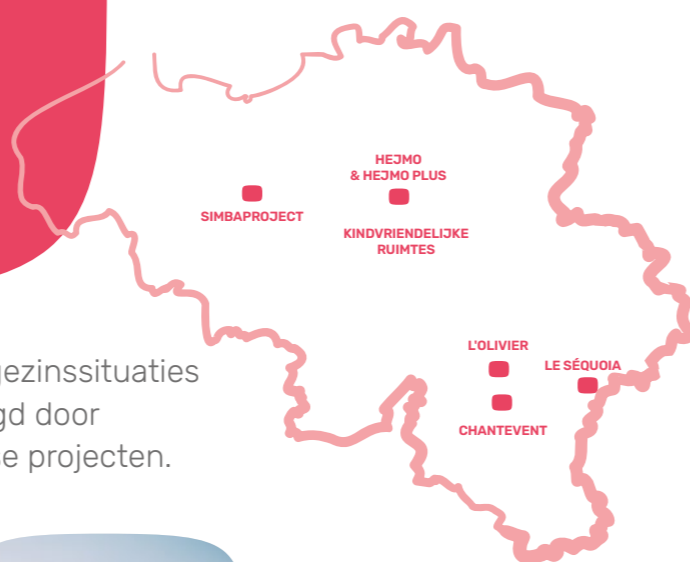 HEJMO
& HEJMO PLUS
SIMBAPROJECT
KINDVRIENDELIJKE
RUIMTES
L'OLIVIER
LE SÉQUOIA
CHANTEVENT
gezinssituaties
gd door
e projecten.